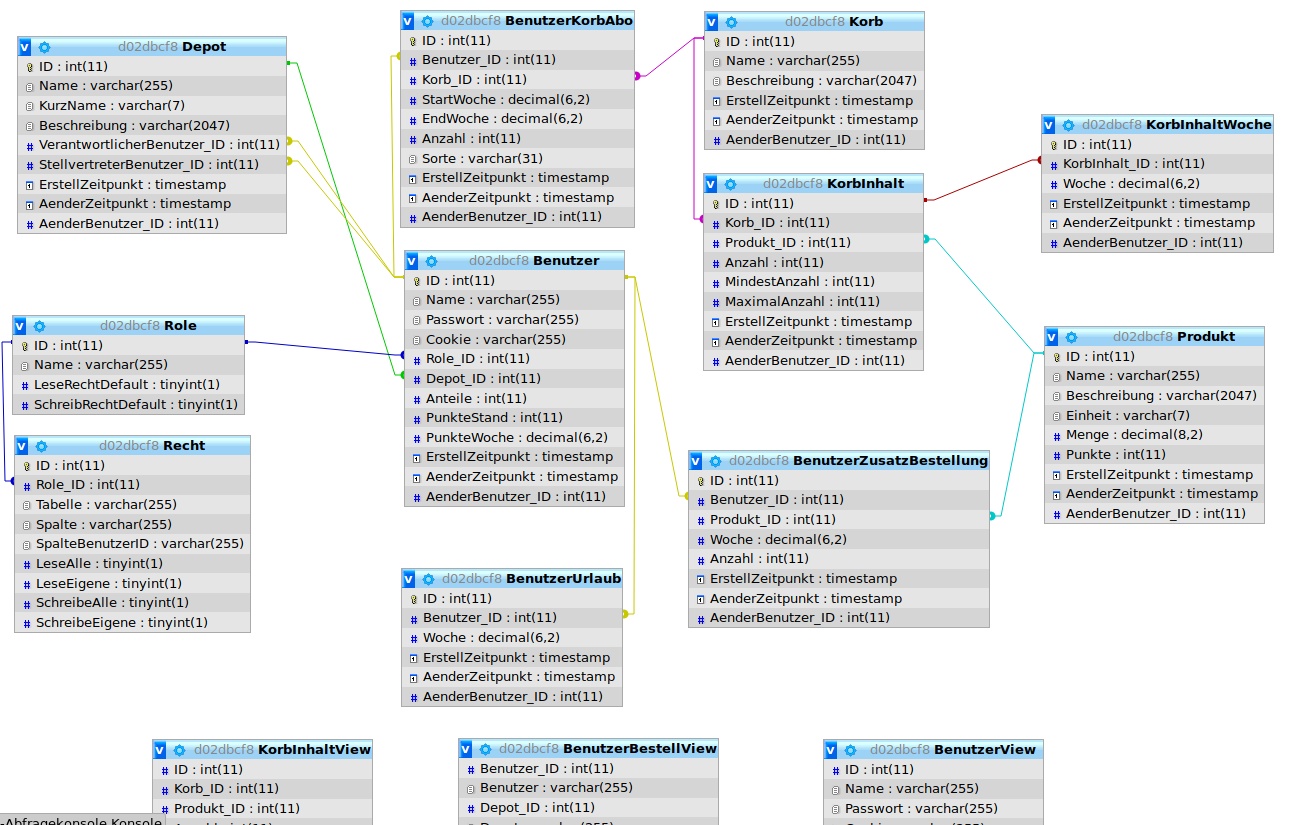 d02dbcf8 Depot
ID : int(11)
Name : varchar(255)
KurzName : varchar(7)
Beschreibung : varchar(2047)
VerantwortlicherBenutzer_ID : int(11)
StellvertreterBenutzer_ID : int(11)
ErstellZeitpunkt : timestamp
AenderZeitpunkt : timestamp
AenderBenutzer_ID : int(11)
d02dbcf8 BenutzerKorbAbo
ID : int(11)
Benutzer_ID : int(11)
Korb_ID : int(11)
StartWoche : decimal(6,2)
EndWoche : decimal(6,2)
Anzahl : int(11)
Sorte : varchar(31)
ErstellZeitpunkt : timestamp
AenderZeitpunkt : timestamp
AenderBenutzer_ID : int(11)
d02dbcf8 Korb
ID : int(11)
Name : varchar(255)
Beschreibung : varchar(2047)
ErstellZeitpunkt : timestamp
AenderZeitpunkt : timestamp
AenderBenutzer_ID : int(11)
d02dbcf8 KorbInhaltWoche
ID : int(11)
KorbInhalt_ID : int(11)
Woche : decimal(6,2)
ErstellZeitpunkt : timestamp
AenderZeitpunkt : timestamp
AenderBenutzer_ID : int(11)
d02dbcf8 KorbInhalt
ID : int(11)
Korb_ID : int(11)
Produkt_ID : int(11)
Anzahl : int(11)
MindestAnzahl : int(11)
MaximalAnzahl : int(11)
ErstellZeitpunkt : timestamp
AenderZeitpunkt : timestamp
AenderBenutzer_ID : int(11)
d02dbcf8 Benutzer
ID : int(11)
Name : varchar(255)
Passwort : varchar(255)
Cookie : varchar(255)
Role_ID : int(11)
Depot_ID : int(11)
Anteile : int(11)
PunkteStand : int(11)
PunkteWoche : decimal(6,2)
ErstellZeitpunkt : timestamp
AenderZeitpunkt : timestamp
AenderBenutzer_ID : int(11)
d02dbcf8 Role
ID : int(11)
Name : varchar(255)
LeseRechtDefault : tinyint(1)
SchreibRechtDefault : tinyint(1)
d02dbcf8 Produkt
ID : int(11)
Name : varchar(255)
Beschreibung : varchar(2047)
Einheit : varchar(7)
Menge : decimal(8,2)
Punkte : int(11)
ErstellZeitpunkt : timestamp
AenderZeitpunkt : timestamp
AenderBenutzer_ID : int(11)
d02dbcf8 Recht
ID : int(11)
Role_ID : int(11)
Tabelle : varchar(255)
Spalte : varchar(255)
SpalteBenutzerID : varchar(255)
LeseAlle : tinyint(1)
LeseEigene : tinyint(1)
SchreibeAlle : tinyint(1)
SchreibeEigene : tinyint(1)
d02dbcf8 BenutzerZusatzBestellung
ID : int(11)
Benutzer_ID : int(11)
Produkt_ID : int(11)
Woche : decimal(6,2)
Anzahl : int(11)
ErstellZeitpunkt : timestamp
AenderZeitpunkt : timestamp
AenderBenutzer_ID : int(11)
d02dbcf8 BenutzerUrlaub
ID : int(11)
Benutzer_ID : int(11)
Woche : decimal(6,2)
ErstellZeitpunkt : timestamp
AenderZeitpunkt : timestamp
AenderBenutzer_ID : int(11)
d02dbcf8 KorbInhaltView
ID : int(11)
Korb_ID : int(11)
Produkt_ID : int(11)
d02dbcf8 BenutzerBestellView
Benutzer_ID : int(11)
Benutzer : varchar(255)
Depot_ID : int(11)
d02dbcf8 BenutzerView
ID : int(11)
Name : varchar(255)
Passwort : varchar(255)
-Abfragekonsole Konsole